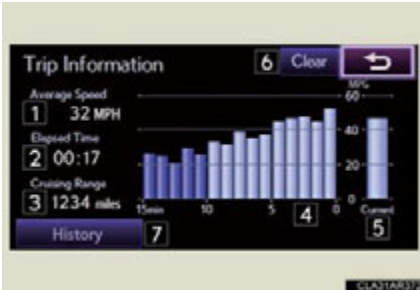 Trip Information
6 Clear
Average Speed
MPG
60
1 32 MPH
40
Elapsed Time
2 00:17
20
Cruising Range
3 1234 miles
0
15min 10 5 4 0 Current
5
History 7
CLA31AR37